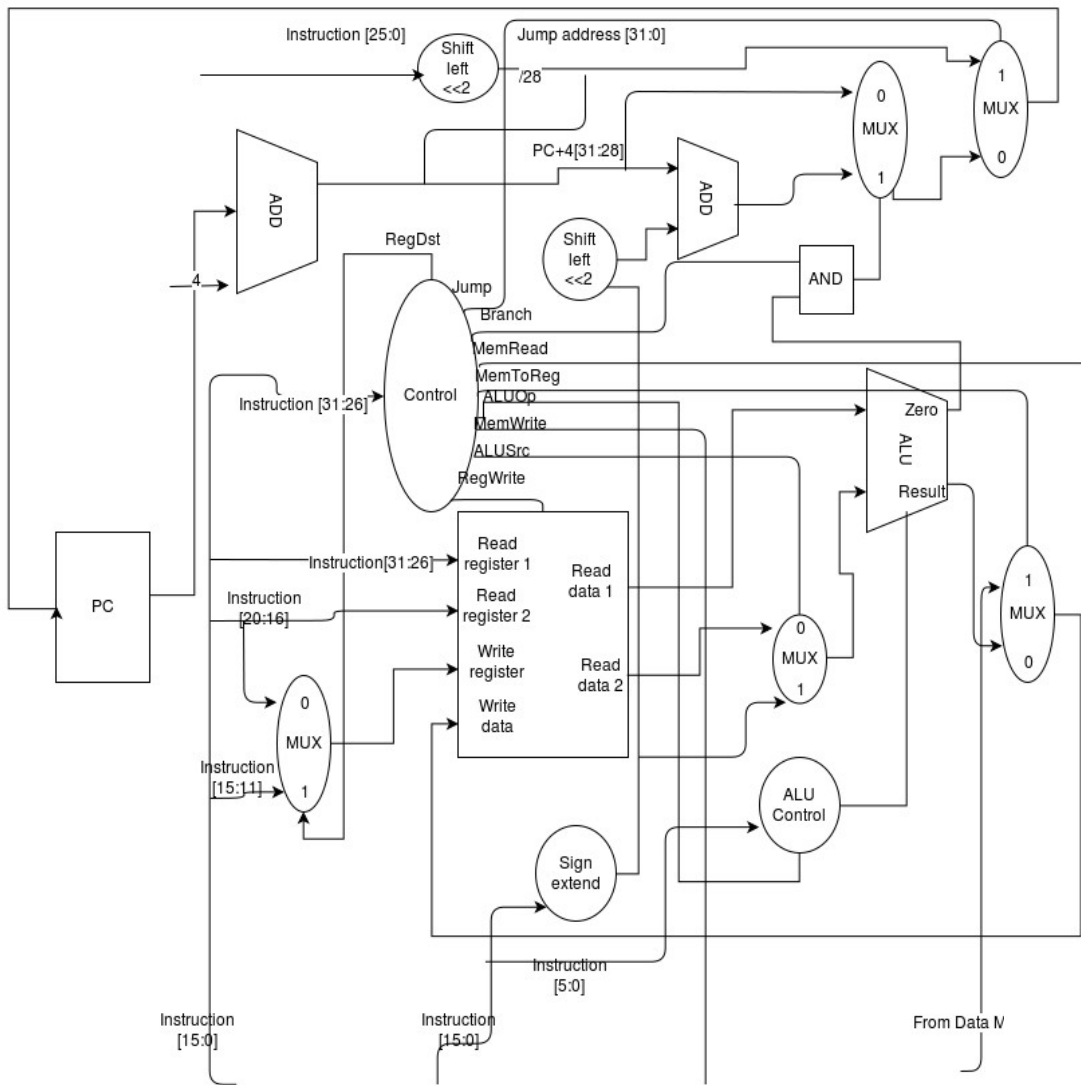 Instruction [25:0]
Shift
left
<<2
Jump address [31:0]
/28
1
MUX
0
0
MUX
1
PC+4[31:28]
ADD
ADD
4
RegDst
Shift
left
<<2
AND
Jump
Branch
MemRead
MemToReg
ALUOp
MemWrite
ALUSrc
RegWrite
Control
Instruction [31:26]
Zero
ALU
Result
PC
Instruction[31:26]
Read
register 1
Read
data 1
Instruction
[20:16]
Read
register 2
Write
register
Read
data 2
Write
data
0
MUX
1
1
MUX
0
0
MUX
1
Instruction
[15:11]
ALU
Control
Sign
extend
Instruction
[5:0]
Instruction
[15:0]
Instruction
[15:0]
From Data